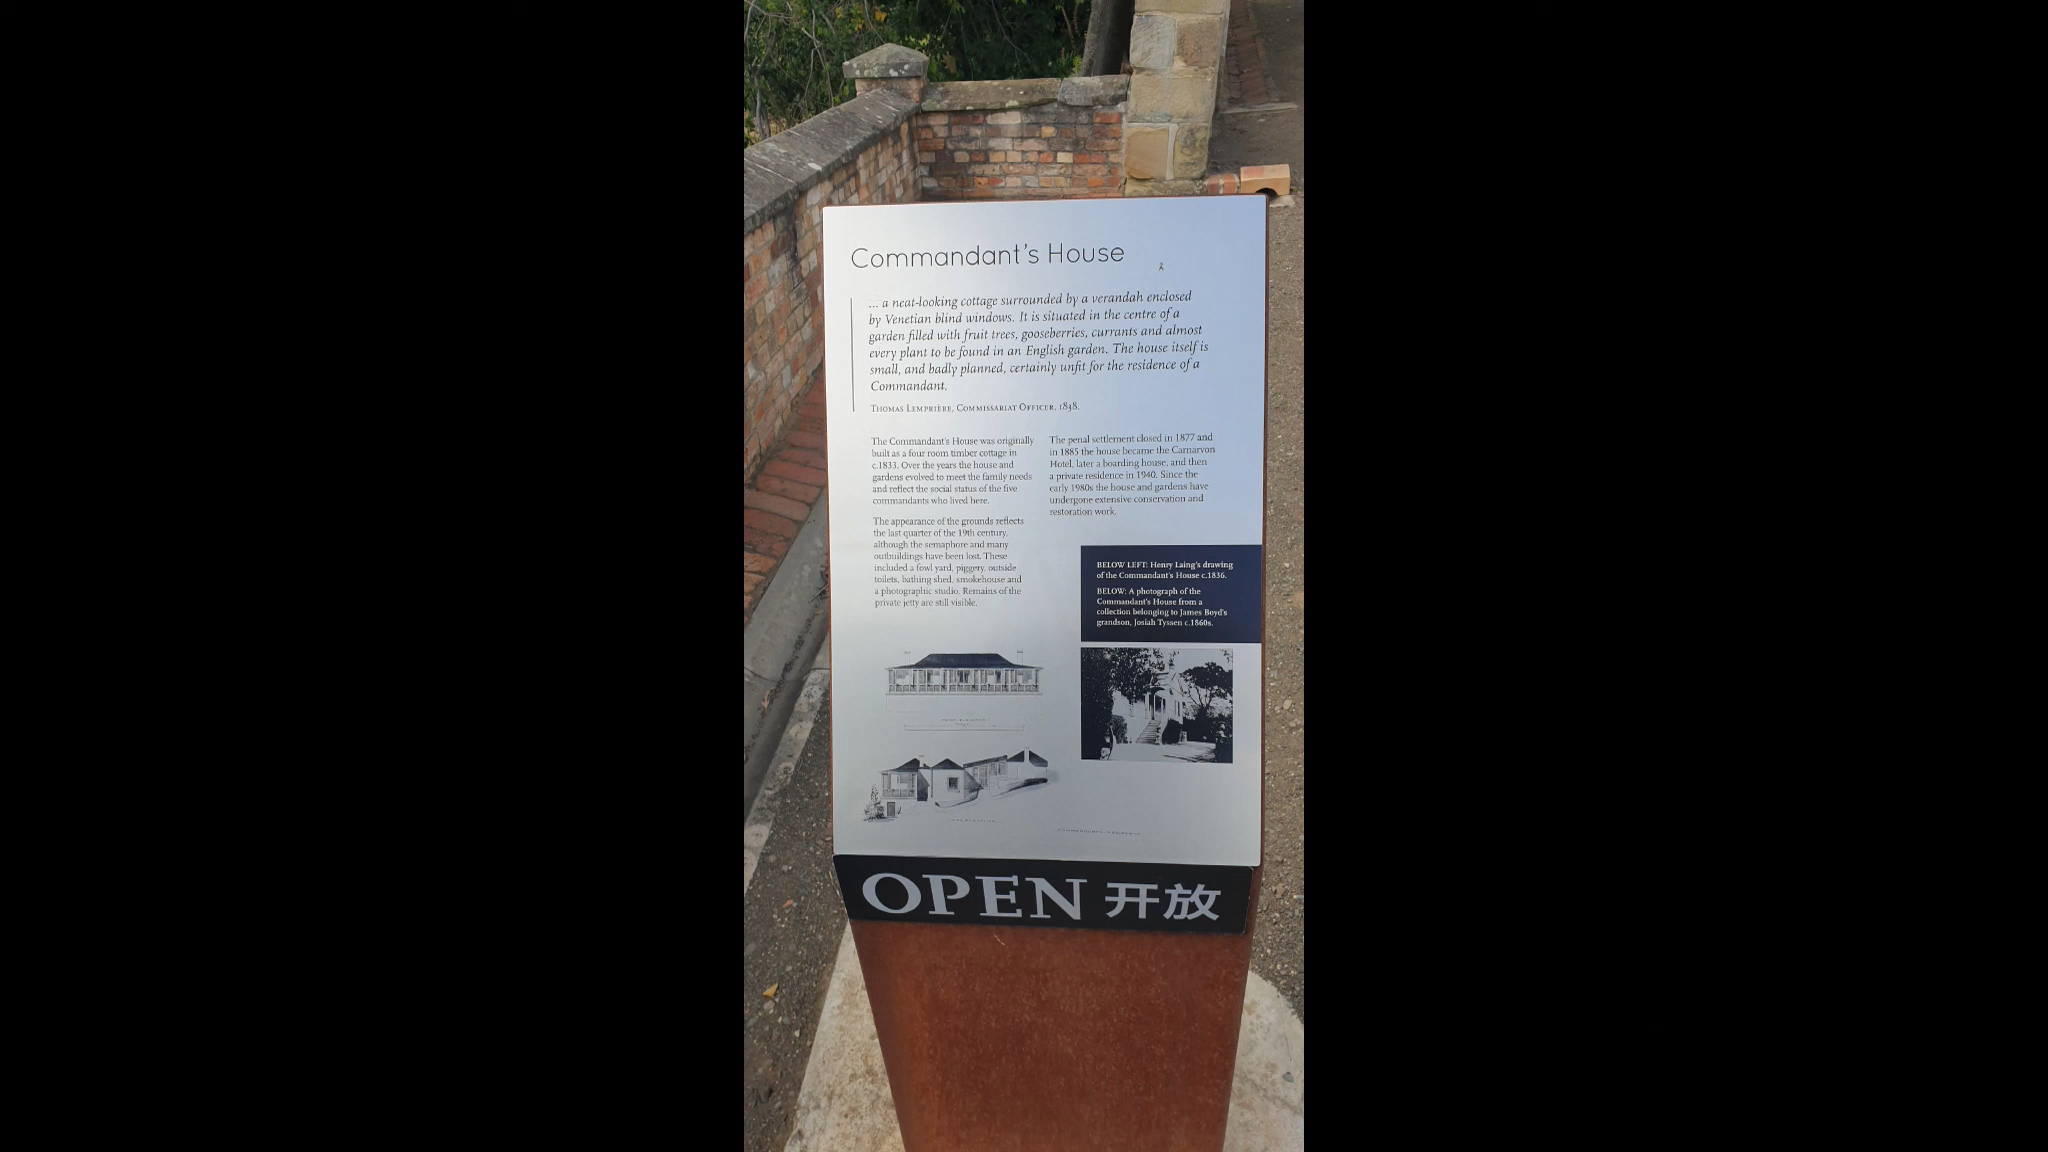 Commandant's House
... a neat-looking cottage surrounded by a verandah enclosed
by Venetian blind windows. It is situated in the centre of a
garden filled with fruit trees, gooseberries, currants and almost
every plant to be found in an English garden. The house itself is
small, and badly planned, certainly unfit for the residence of a
Commandant.
Thomas Lemprière, Commissariat Officer, 1838.
The Commandant's House was originally
built as a four room timber cottage in
c.1833. Over the years the house and
gardens evolved to meet the family needs
and reflect the social status of the five
commandants who lived here.
The appearance of the grounds reflects
the last quarter of the 19th century,
although the semaphore and many
outbuildings have been lost. These
included a fowl yard, piggery, outside
toilets, bathing shed, smokehouse and
a photographic studio. Remains of the
private jetty are still visible.
The penal settlement closed in 1877 and
in 1885 the house became the Carnarvon
Hotel, later a boarding house, and then
a private residence in 1940. Since the
early 1980s the house and gardens have
undergone extensive conservation and
restoration work.
BELOW LEFT: Henry Laing's drawing
of the Commandant's House c.1836.
BELOW: A photograph of the
Commandant's House from a
collection belonging to James Boyd's
grandson, Josiah Tyssen c.1860s.
OPEN 开放